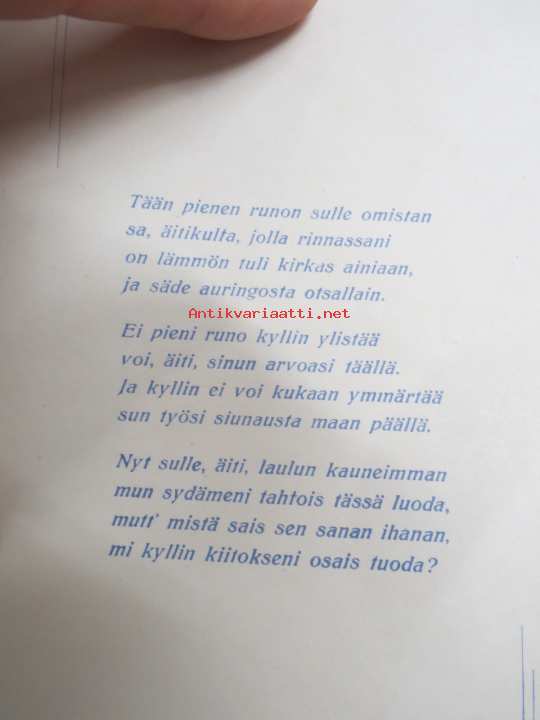 Tään pienen runon sulle omistan
sa, äitikulta, jolla rinnassani
on lämmön tuli kirkas ainiaan,
ja säde auringosta otsallain.
Antikvariaatti.net
Ei pieni runo kyllin ylistää
voi, äiti, sinun arvoasi täällä.
Ja kyllin ei voi kukaan ymmärtää
sun työsi siunausta maan päällä.
Nyt sulle, äiti, laulun kauneimman
mun sydämeni tahtois tässä luoda,
mutt' mistä sais sen sanan ihanan,
mi kyllin kiitokseni osais tuoda?